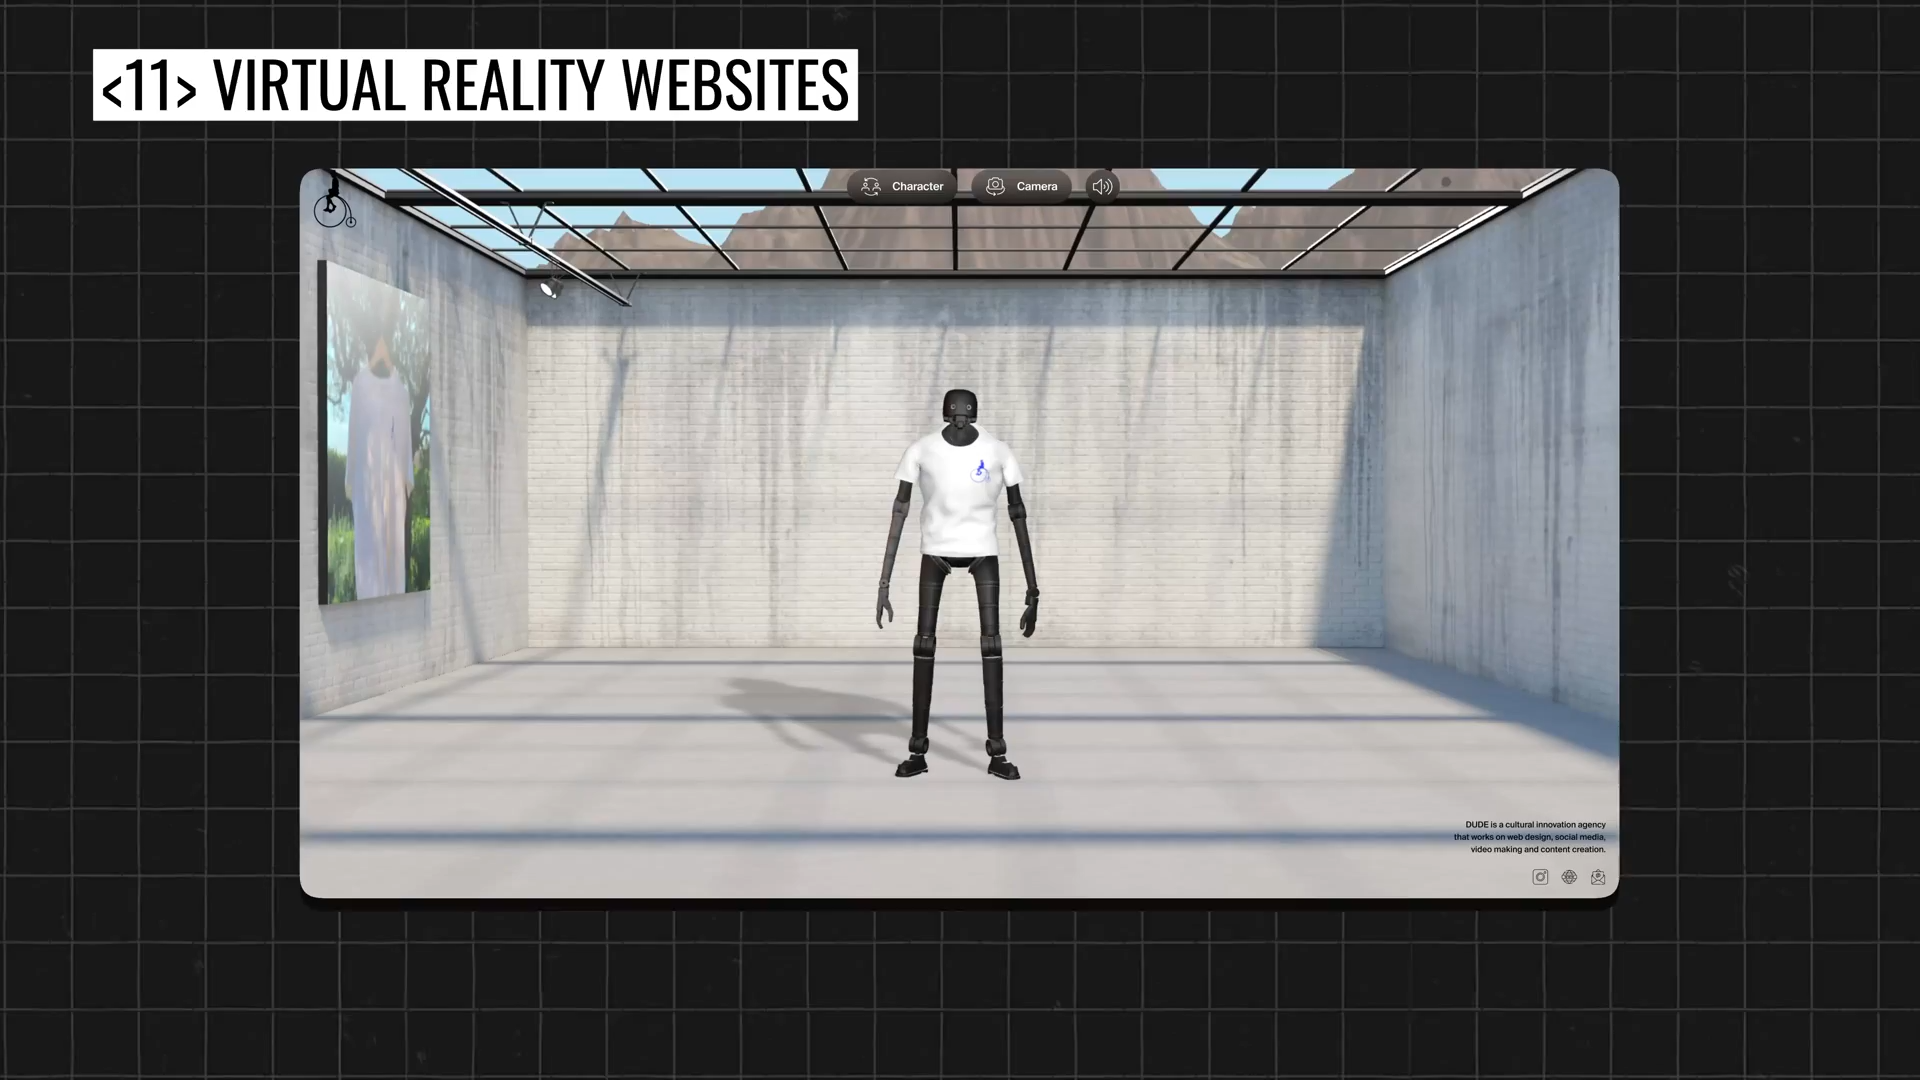 <11> VIRTUAL REALITY WEBSITES
Character
Camera
DUDE is a cultural innovation agency
that works on web design, social media,
video making and content creation.